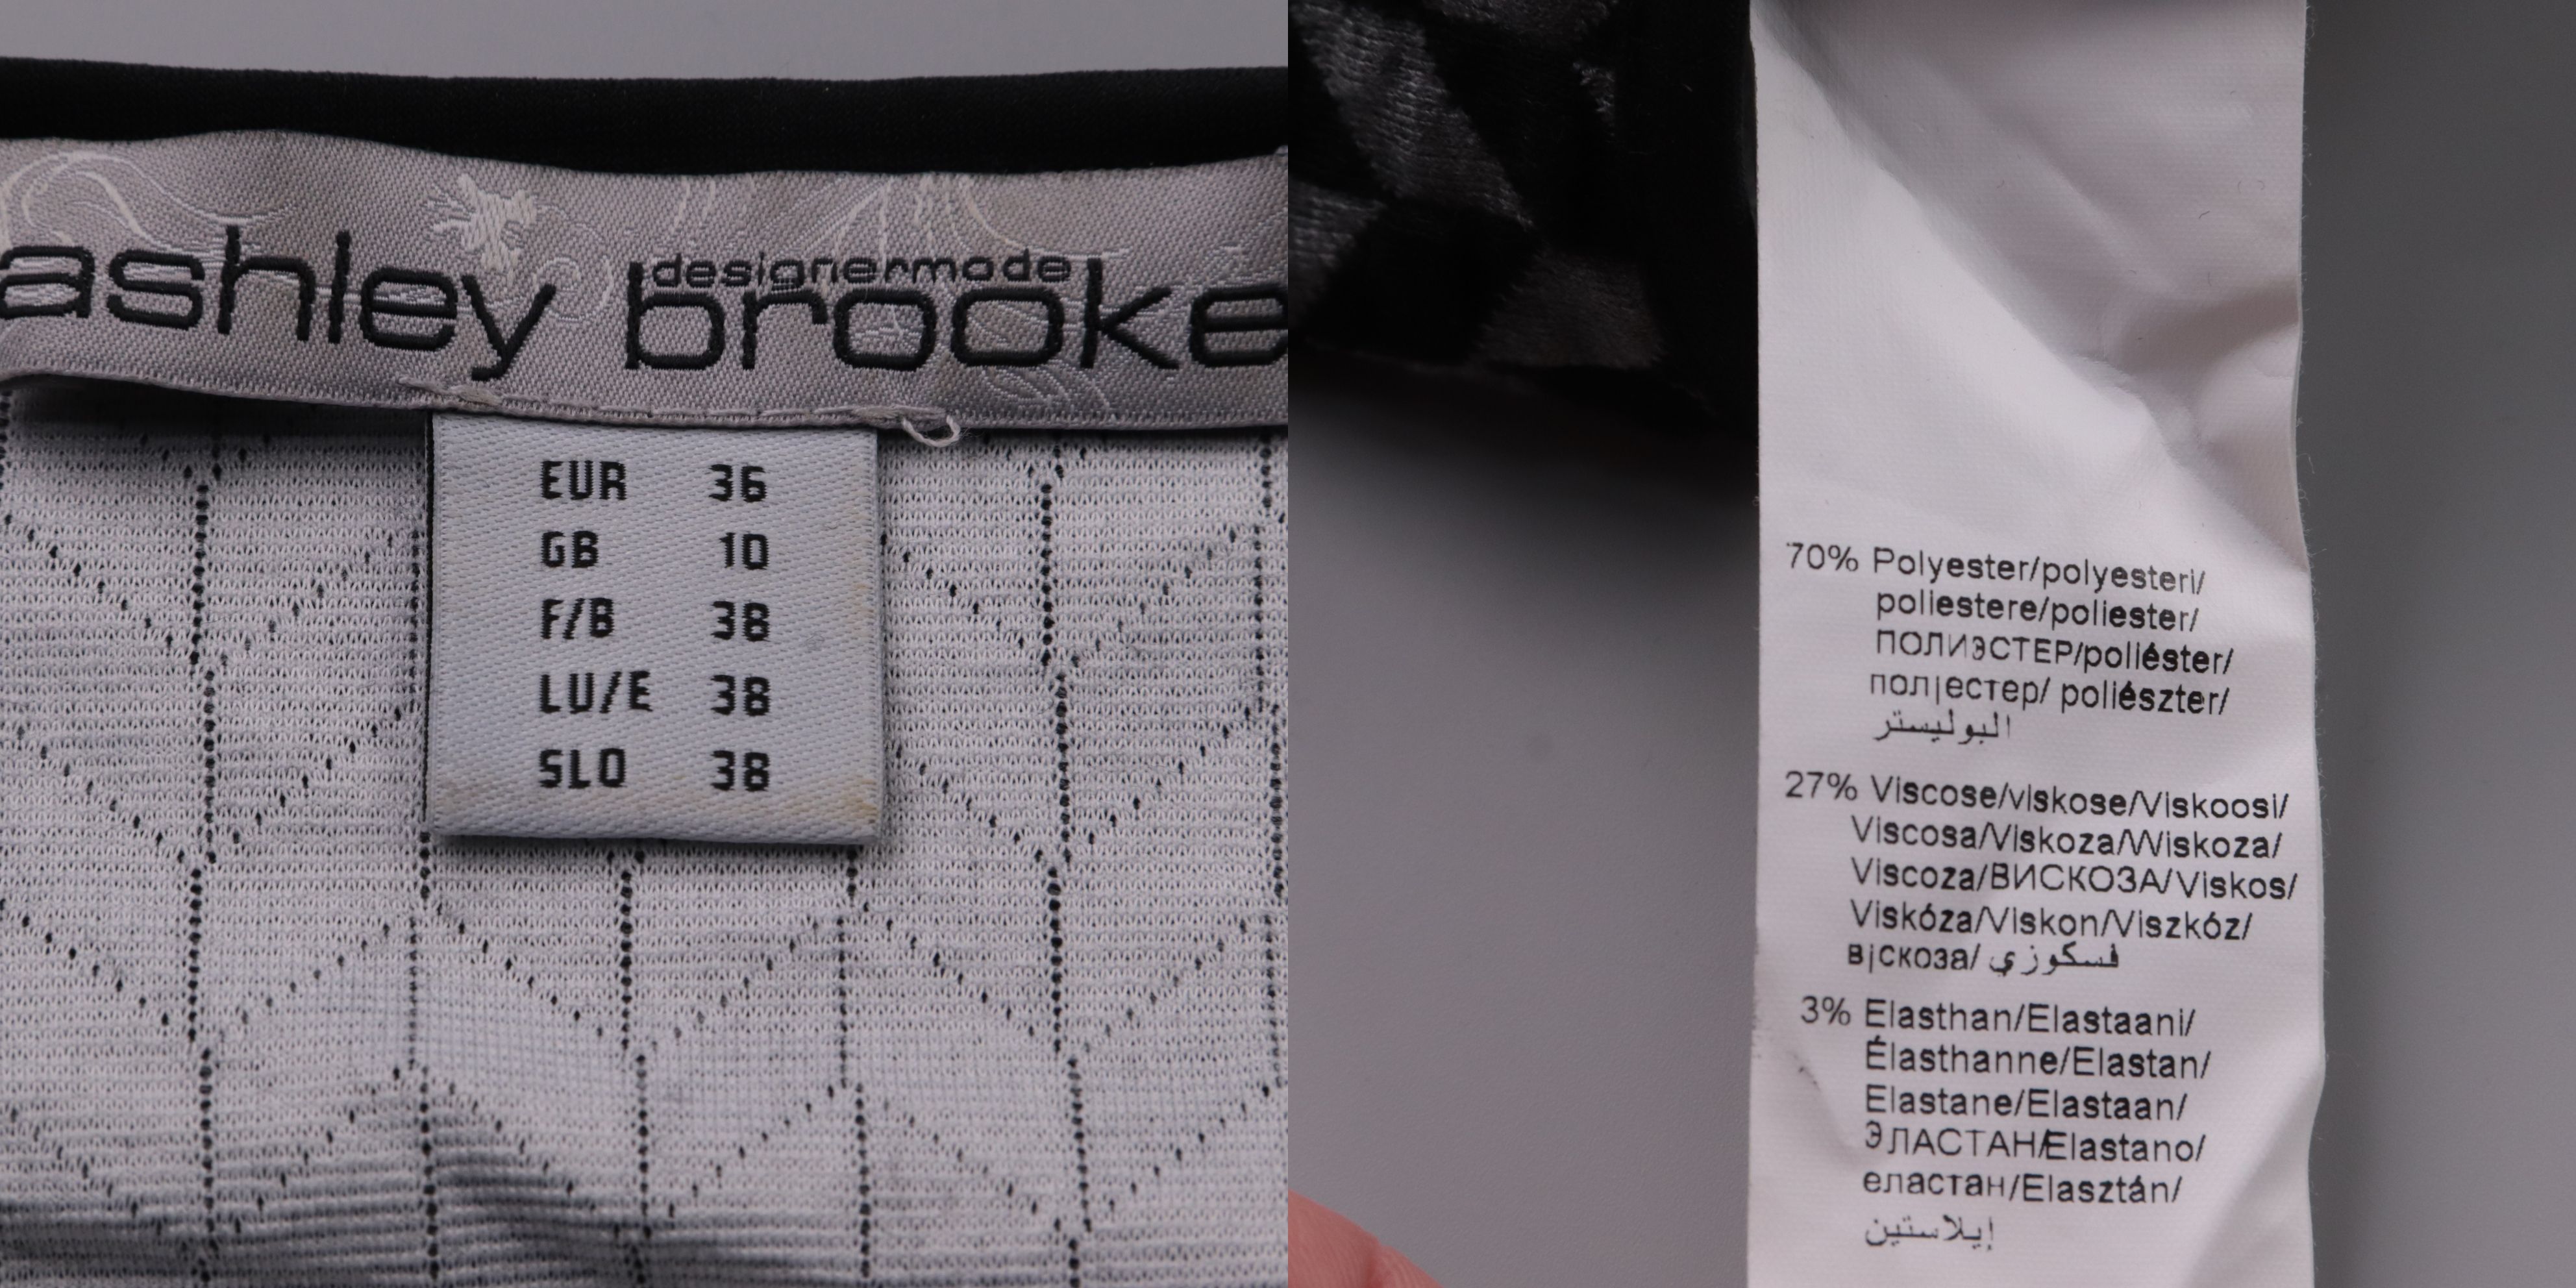 ashley brooke
designermade
EUR 36
GB 10
F/B 38
LU/E 38
SLO 38
70% Polyester/polyesteri/
poliestere/poliester/
ПОЛИЭСТЕР/poliéster/
полјестер/ poliészter/
البوليستر
27% Viscose/viskose/Viskoosi/
Viscosa/Viskoza/Wiskoza/
Viscoza/ВИСКОЗА/Viskos/
Viskóza/Viskon/Viszkóz/
віскоза/ فسكوزي
3% Elasthan/Elastaani/
Élasthanne/Elastan/
Elastane/Elastaan/
ЭЛАСТАН/Elastano/
еластан/Elasztán/
إيلاستين